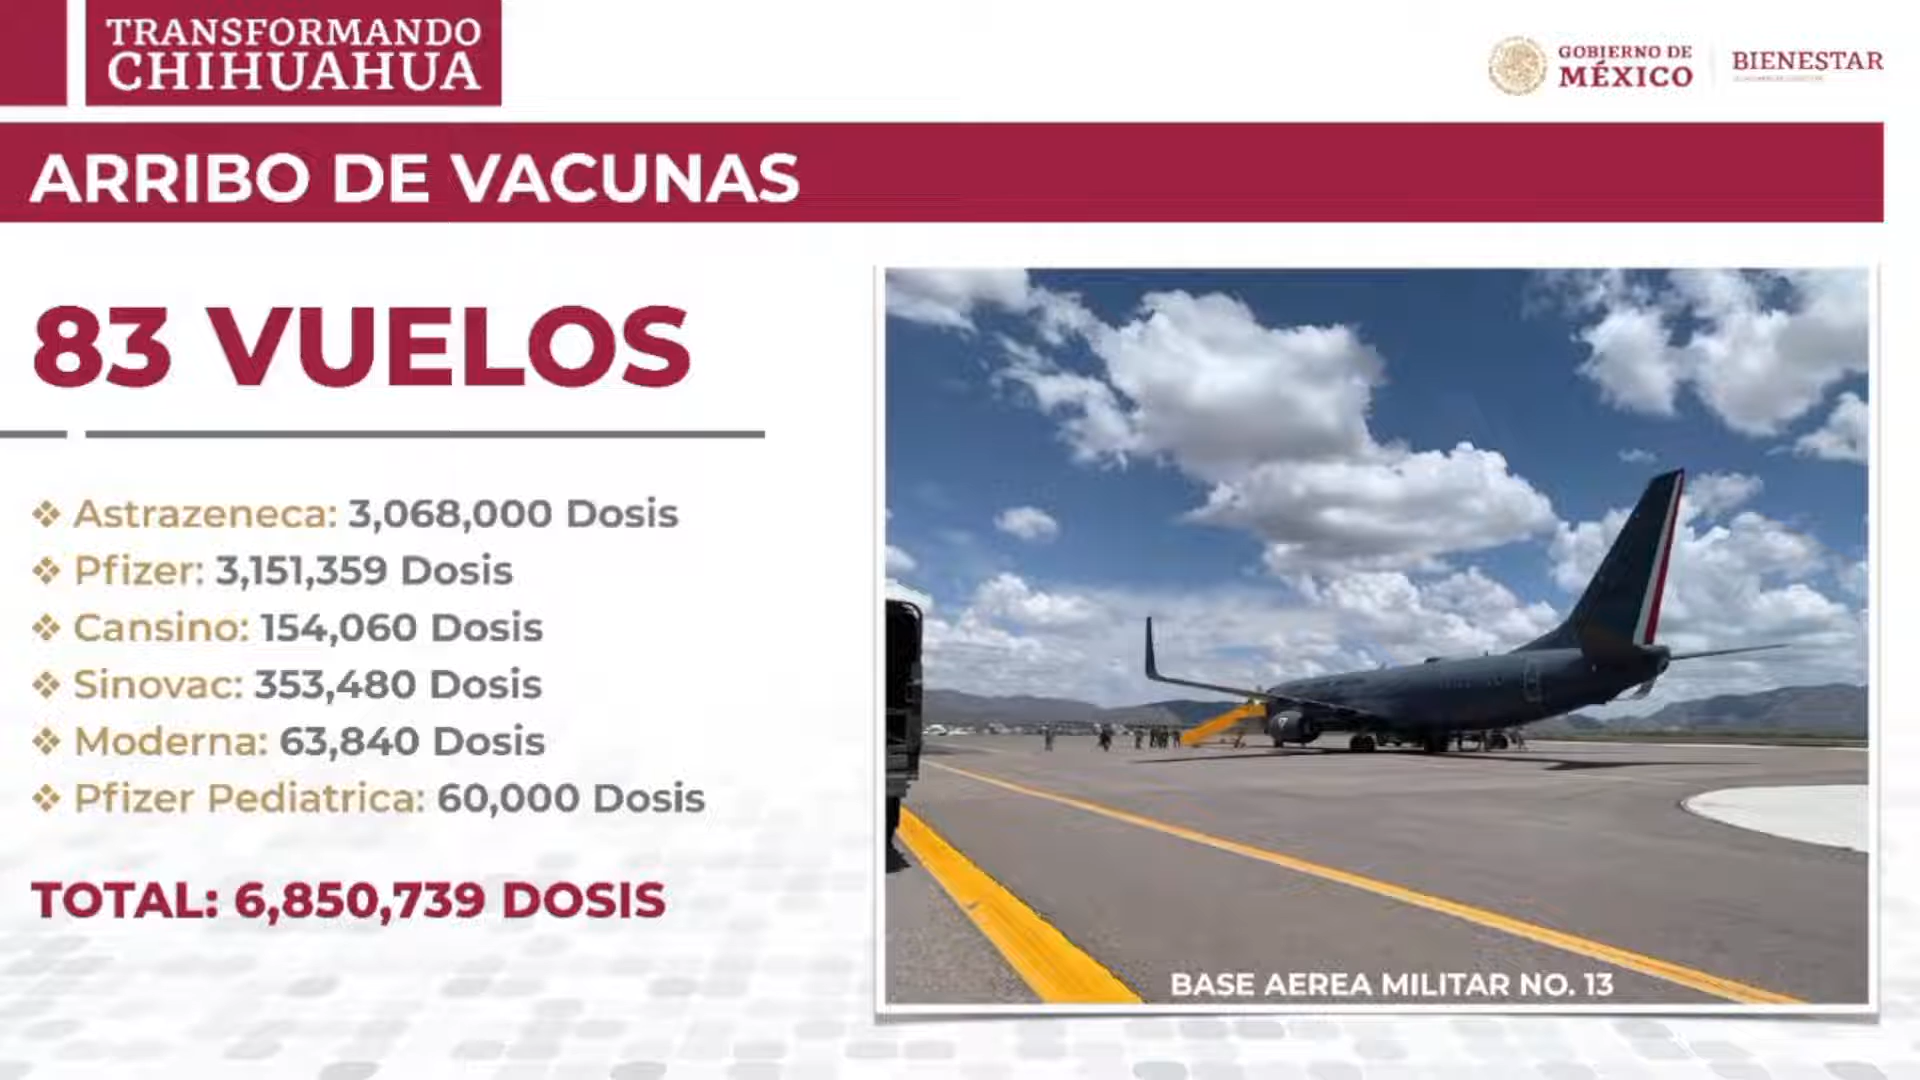 TRANSFORMANDO
CHIHUAHUA
GOBIERNO DE
MÉXICO
BIENESTAR
ARRIBO DE VACUNAS
83 VUELOS
❖ Astrazeneca: 3,068,000 Dosis
❖ Pfizer: 3,151,359 Dosis
❖ Cansino: 154,060 Dosis
❖ Sinovac: 353,480 Dosis
❖ Moderna: 63,840 Dosis
❖ Pfizer Pediatrica: 60,000 Dosis
TOTAL: 6,850,739 DOSIS
BASE AEREA MILITAR NO. 13